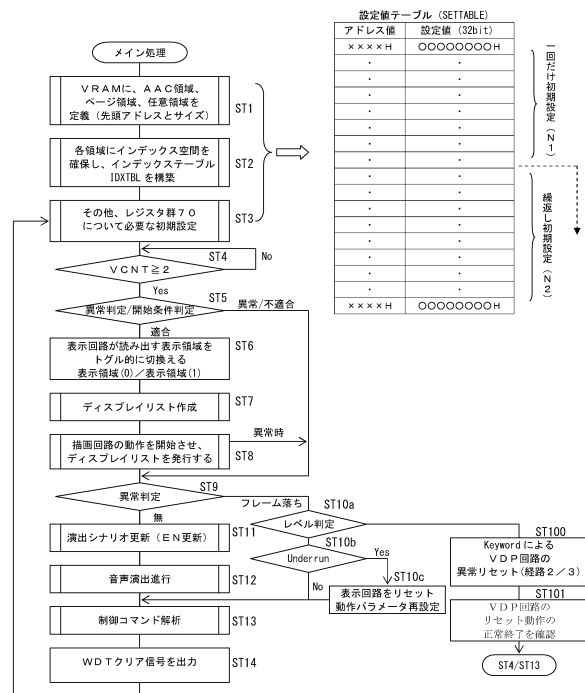 設定値テーブル（SETTABLE）
アドレス値
設定値（32bit）
××××H
〇〇〇〇〇〇〇〇H
××××H
〇〇〇〇〇〇〇〇H
一回だけ初期設定（N1）
繰返し初期設定（N2）
メイン処理
VRAMに、AAC領域、
ページ領域、任意領域を
定義（先頭アドレスとサイズ）
ST1
各領域にインデックス空間を
確保し、インデックステーブル
IDXTBLを構築
ST2
その他、レジスタ群70
について必要な初期設定
ST3
VCNT≧2
ST4
No
Yes
異常判定/開始条件判定
ST5
異常/不適合
適合
表示回路が読み出す表示領域を
トグル的に切換える
表示領域(0)／表示領域(1)
ST6
ディスプレイリスト作成
ST7
描画回路の動作を開始させ、
ディスプレイリストを発行する
ST8
異常時
異常判定
ST9
フレーム落ち
無
レベル判定
ST10a
演出シナリオ更新（EN更新）
ST11
Underrun
ST10b
Yes
No
ST10c
表示回路をリセット
動作パラメータ再設定
ST100
Keywordによる
VDP回路の
異常リセット(経路2／3)
ST101
VDP回路の
リセット動作の
正常終了を確認
ST4/ST13
音声演出進行
ST12
制御コマンド解析
ST13
WDTクリア信号を出力
ST14